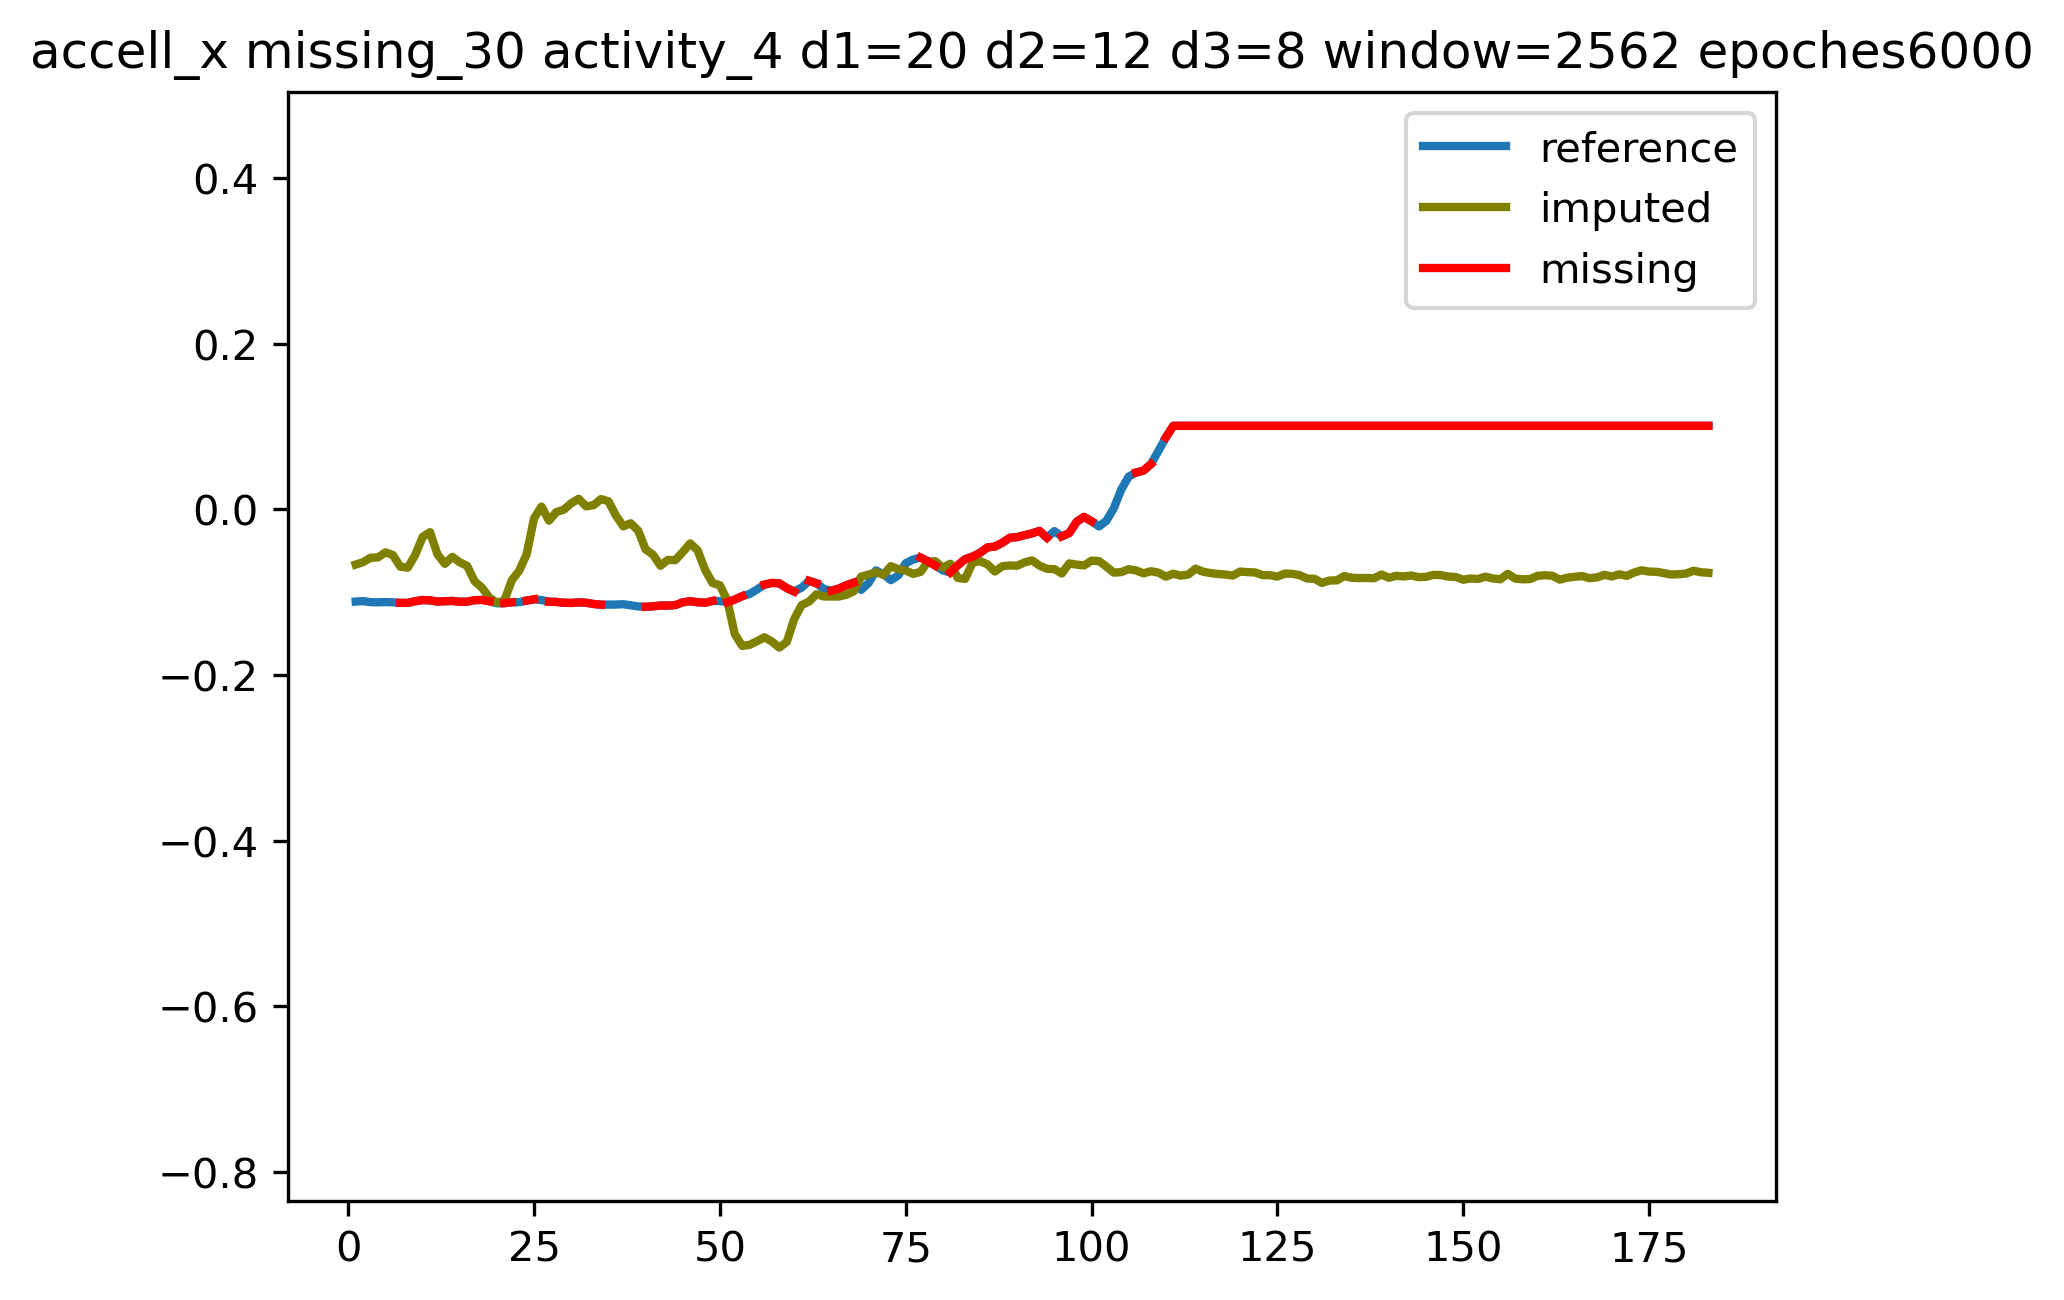 accell_x missing_30 activity_4 d1=20 d2=12 d3=8 window=2562 epoches6000
reference
imputed
missing
0.4
0.2
0.0
−0.2
−0.4
−0.6
−0.8
0 25 50 75 100 125 150 175